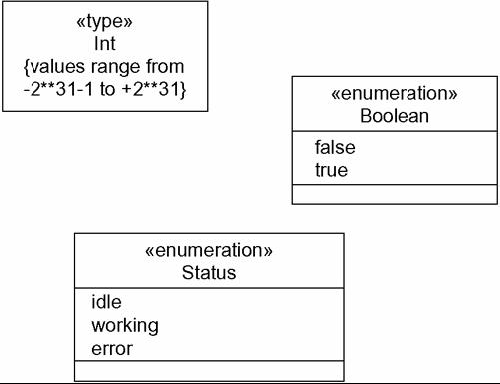 «type»
Int
{values range from
-2**31-1 to +2**31}
«enumeration»
Boolean
false
true
«enumeration»
Status
idle
working
error